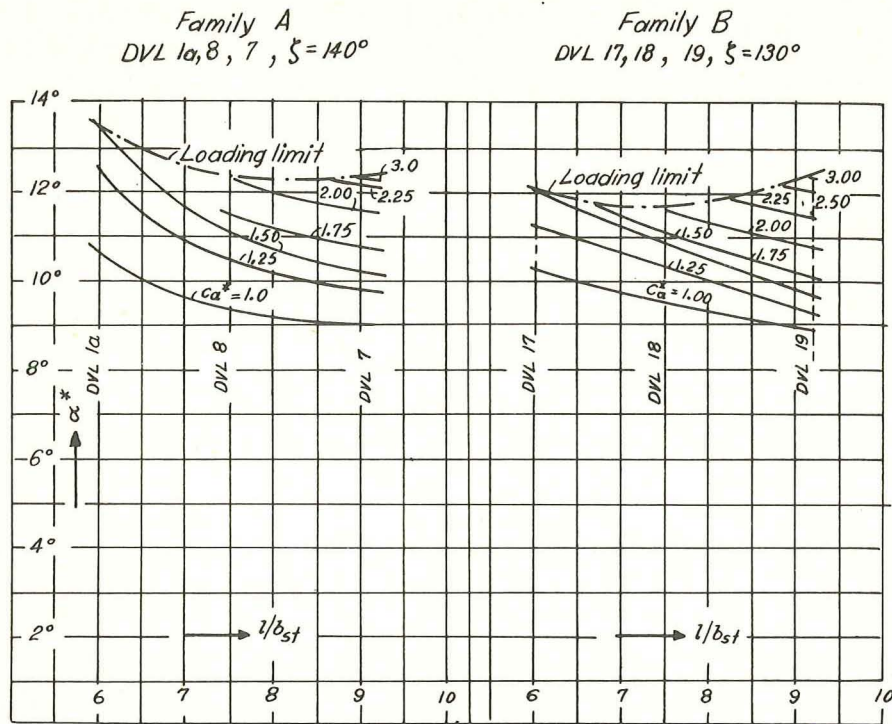 Family A
DVL 1a, 8, 7, ζ = 140°
Family B
DVL 17, 18, 19, ζ = 130°
14°
12°
10°
8°
6°
4°
2°
α*
Loading limit
3.0
2.00
2.25
1.75
1.50
1.25
Ca* = 1.0
DVL 1a
DVL 8
DVL 7
l/bst
6
7
8
9
10
Loading limit
3.00
2.25
2.50
2.00
1.50
1.75
1.25
Ca* = 1.00
DVL 17
DVL 18
DVL 19
l/bst
6
7
8
9
10